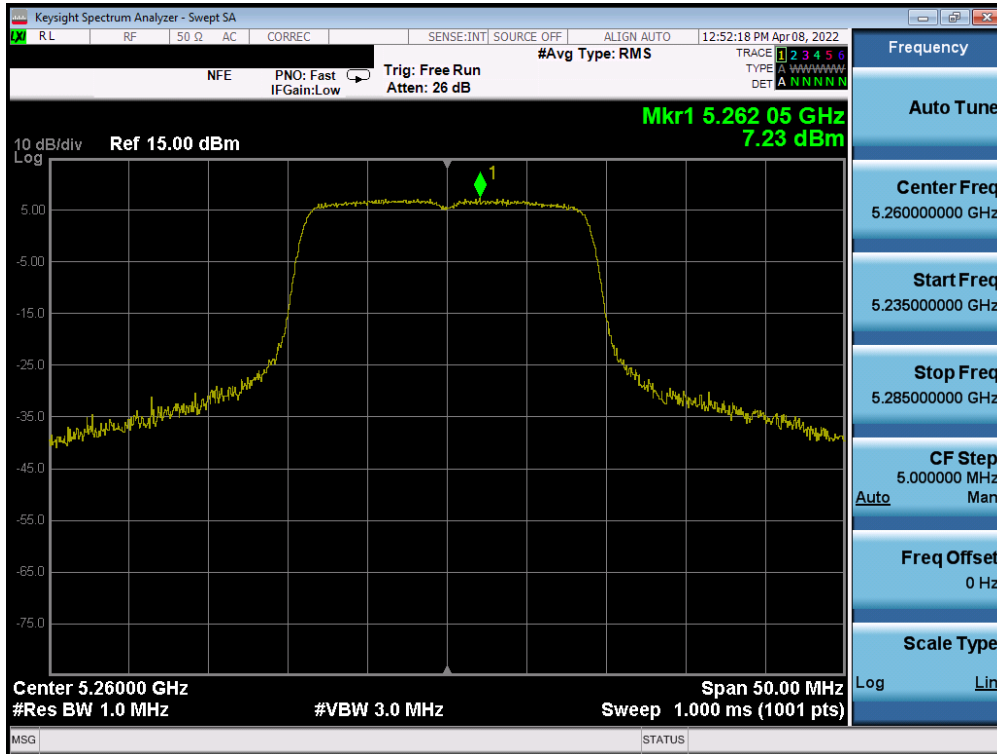 Keysight Spectrum Analyzer - Swept SA
LXI RL RF 50 Ω AC CORREC SENSE:INT SOURCE OFF ALIGN AUTO 12:52:18 PM Apr 08, 2022
NFE PNO: Fast IFGain:Low
Trig: Free Run
Atten: 26 dB
#Avg Type: RMS
TRACE 1 2 3 4 5 6
TYPE A WWWWW
DET A N N N N N
Mkr1 5.262 05 GHz
7.23 dBm
10 dB/div Ref 15.00 dBm
Log
1
5.00
-5.00
-15.0
-25.0
-35.0
-45.0
-55.0
-65.0
-75.0
Center 5.26000 GHz Span 50.00 MHz
#Res BW 1.0 MHz #VBW 3.0 MHz Sweep 1.000 ms (1001 pts)
MSG STATUS
Frequency
Auto Tune
Center Freq
5.260000000 GHz
Start Freq
5.235000000 GHz
Stop Freq
5.285000000 GHz
CF Step
5.000000 MHz
Auto Man
Freq Offset
0 Hz
Scale Type
Log Lin